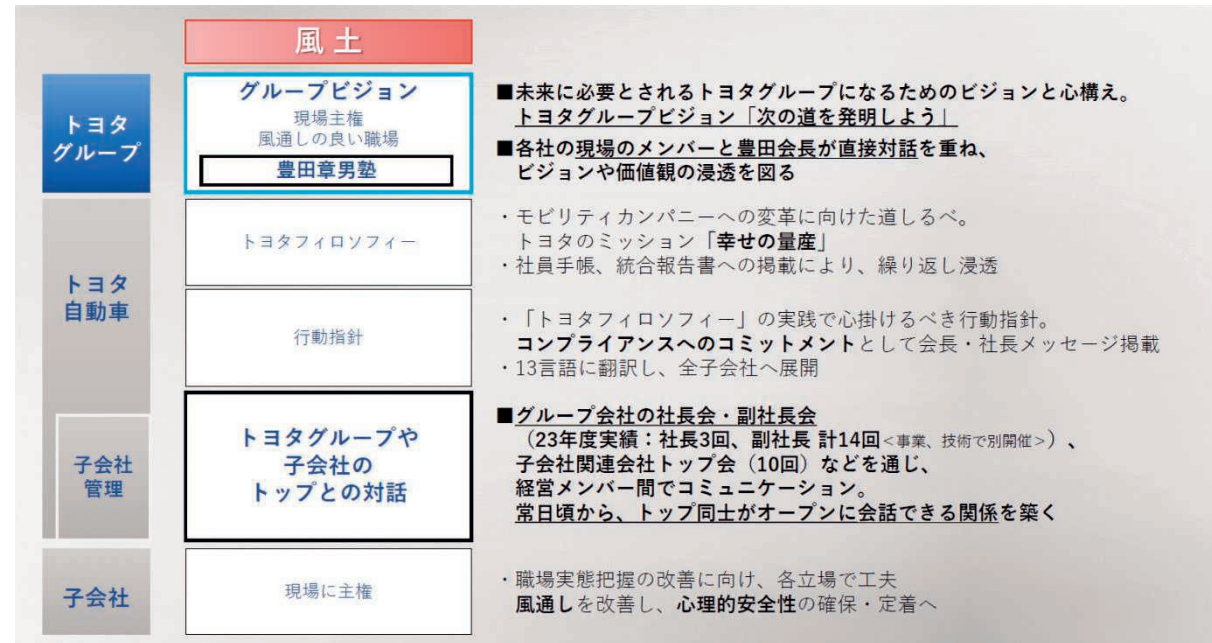 風土
トヨタ
グループ
グループビジョン
現場主権
風通しの良い職場
豊田章男塾
■未来に必要とされるトヨタグループになるためのビジョンと心構え。
トヨタグループビジョン「次の道を発明しよう」
■各社の現場のメンバーと豊田会長が直接対話を重ね、
ビジョンや価値観の浸透を図る
トヨタ
自動車
トヨタフィロソフィー
・モビリティカンパニーへの変革に向けた道しるべ。
トヨタのミッション「幸せの量産」
・社員手帳、統合報告書への掲載により、繰り返し浸透
行動指針
・「トヨタフィロソフィー」の実践で心掛けるべき行動指針。
コンプライアンスへのコミットメントとして会長・社長メッセージ掲載
・13言語に翻訳し、全子会社へ展開
子会社
管理
トヨタグループや
子会社の
トップとの対話
■グループ会社の社長会・副社長会
（23年度実績：社長3回、副社長 計14回<事業、技術で別開催>）、
子会社関連会社トップ会（10回）などを通じ、
経営メンバー間でコミュニケーション。
常日頃から、トップ同士がオープンに会話できる関係を築く
子会社
現場に主権
・職場実態把握の改善に向け、各立場で工夫
風通しを改善し、心理的安全性の確保・定着へ